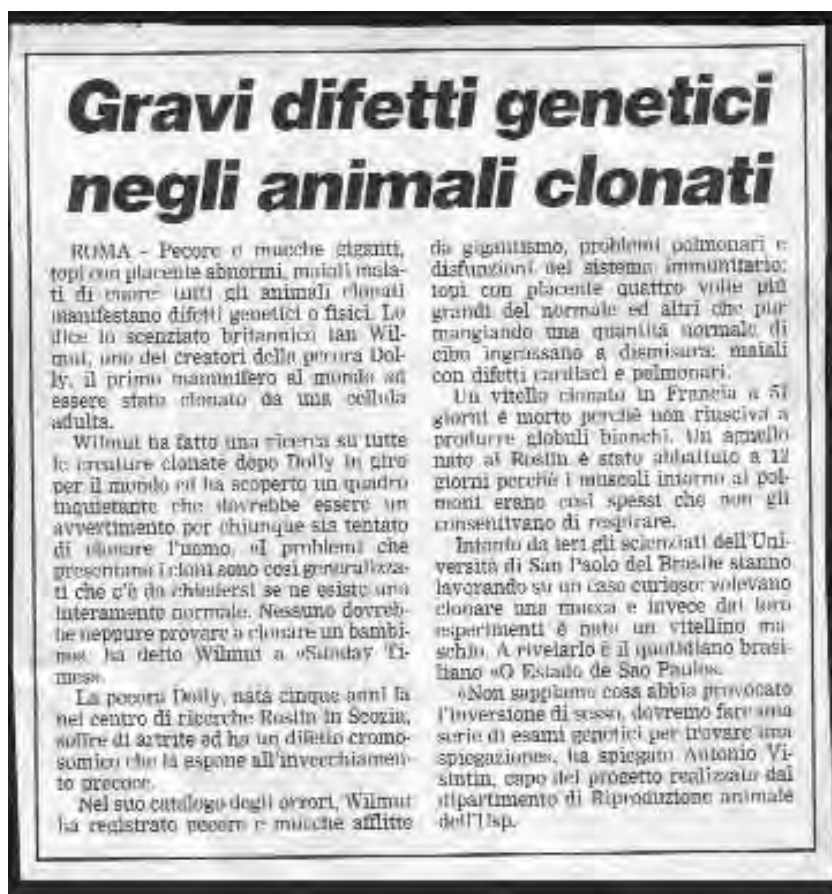 Gravi difetti genetici
negli animali clonati
ROMA - Pecore e mucche giganti,
topi con placente abnormi, maiali mala-
ti di cuore: tutti gli animali clonati
manifestano difetti genetici o fisici. Lo
dice lo scenziato britannico Ian Wil-
mut, uno dei creatori della pecora Dol-
ly, il primo mammifero al mondo ad
essere stato clonato da una cellula
adulta.
Wilmut ha fatto una ricerca su tutte
le creature clonate dopo Dolly in giro
per il mondo ed ha scoperto un quadro
inquietante che dovrebbe essere un
avvertimento per chiunque sia tentato
di clonare l'uomo. «I problemi che
presentano i cloni sono così generalizza-
ti che c'è da chiedersi se ne esiste uno
interamente normale. Nessuno dovreb-
be neppure provare a clonare un bambi-
no», ha detto Wilmut a «Sunday Ti-
mes».
La pecora Dolly, nata cinque anni fa
nel centro di ricerche Roslin in Scozia,
soffre di artrite ed ha un difetto cromo-
somico che la espone all'invecchiamen-
to precoce.
Nel suo catalogo degli orrori, Wilmut
ha registrato pecore e mucche afflitte
da gigantismo, problemi polmonari e
disfunzioni del sistema immunitario;
topi con placente quattro volte più
grandi del normale ed altri che pur
mangiando una quantità normale di
cibo ingrassano a dismisura; maiali
con difetti cardiaci e polmonari.
Un vitello clonato in Francia a 51
giorni è morto perchè non riusciva a
produrre globuli bianchi. Un agnello
nato al Roslin è stato abbattuto a 12
giorni perchè i muscoli intorno ai pol-
moni erano così spessi che non gli
consentivano di respirare.
Intanto da ieri gli scienziati dell'Uni-
versità di San Paolo del Brasile stanno
lavorando su un caso curioso: volevano
clonare una mucca e invece dai loro
esperimenti è nato un vitellino ma-
schio. A rivelarlo è il quotidiano brasi-
liano «O Estado de Sao Paulo».
«Non sappiamo cosa abbia provocato
l'inversione di sesso, dovremo fare una
serie di esami genetici per trovare una
spiegazione», ha spiegato Antonio Vi-
sintin, capo del progetto realizzato dal
dipartimento di Riproduzione animale
dell'Usp.